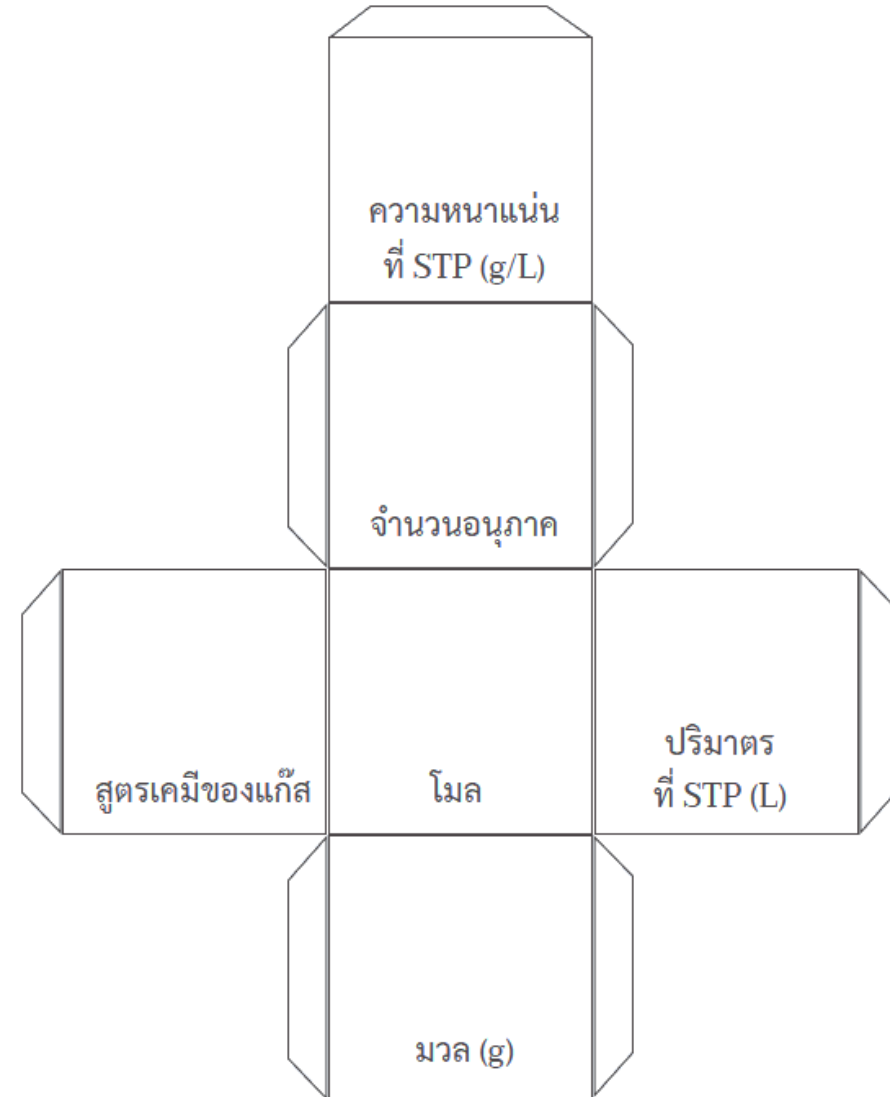 ความหนาแน่น
ที่ STP (g/L)
จำนวนอนุภาค
สูตรเคมีของแก๊ส
โมล
ปริมาตร
ที่ STP (L)
มวล (g)